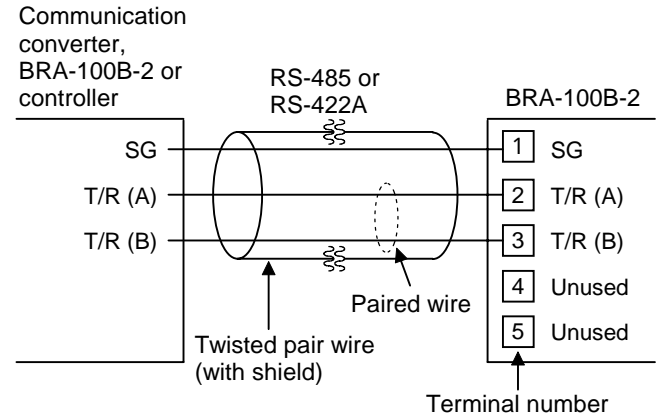 Communication
converter,
BRA-100B-2 or
controller
RS-485 or
RS-422A
BRA-100B-2
SG
1 SG
T/R (A)
2 T/R (A)
T/R (B)
3 T/R (B)
4 Unused
5 Unused
Paired wire
Twisted pair wire
(with shield)
Terminal number